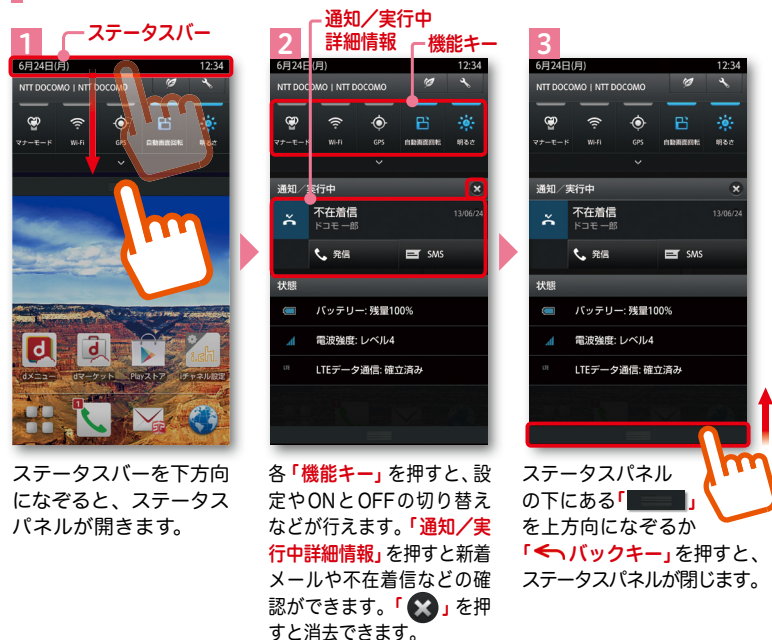 1
ステータスバー
6月24日(月) 12:34
NTT DOCOMO | NTT DOCOMO
マナーモード Wi-Fi GPS 自動画面回転 明るさ
dメニュー dマーケット Playストア iチャネル設定
1
ステータスバーを下方向
になぞると、ステータス
パネルが開きます。
2
通知／実行中
詳細情報
機能キー
6月24日(月) 12:34
NTT DOCOMO | NTT DOCOMO
マナーモード Wi-Fi GPS 自動画面回転 明るさ
通知／実行中
不在着信 13/06/24
ドコモ 一郎
発信 SMS
状態
バッテリー: 残量100%
電波強度: レベル4
LTE LTEデータ通信: 確立済み
各「機能キー」を押すと、設
定やONとOFFの切り替え
などが行えます。「通知／実
行中詳細情報」を押すと新着
メールや不在着信などの確
認ができます。「」を押
すと消去できます。
3
6月24日(月) 12:34
NTT DOCOMO | NTT DOCOMO
マナーモード Wi-Fi GPS 自動画面回転 明るさ
通知／実行中
不在着信 13/06/24
ドコモ 一郎
発信 SMS
状態
バッテリー: 残量100%
電波強度: レベル4
LTE LTEデータ通信: 確立済み
ステータスパネル
の下にある「」
を上方向になぞるか
「バックキー」を押すと、
ステータスパネルが閉じます。